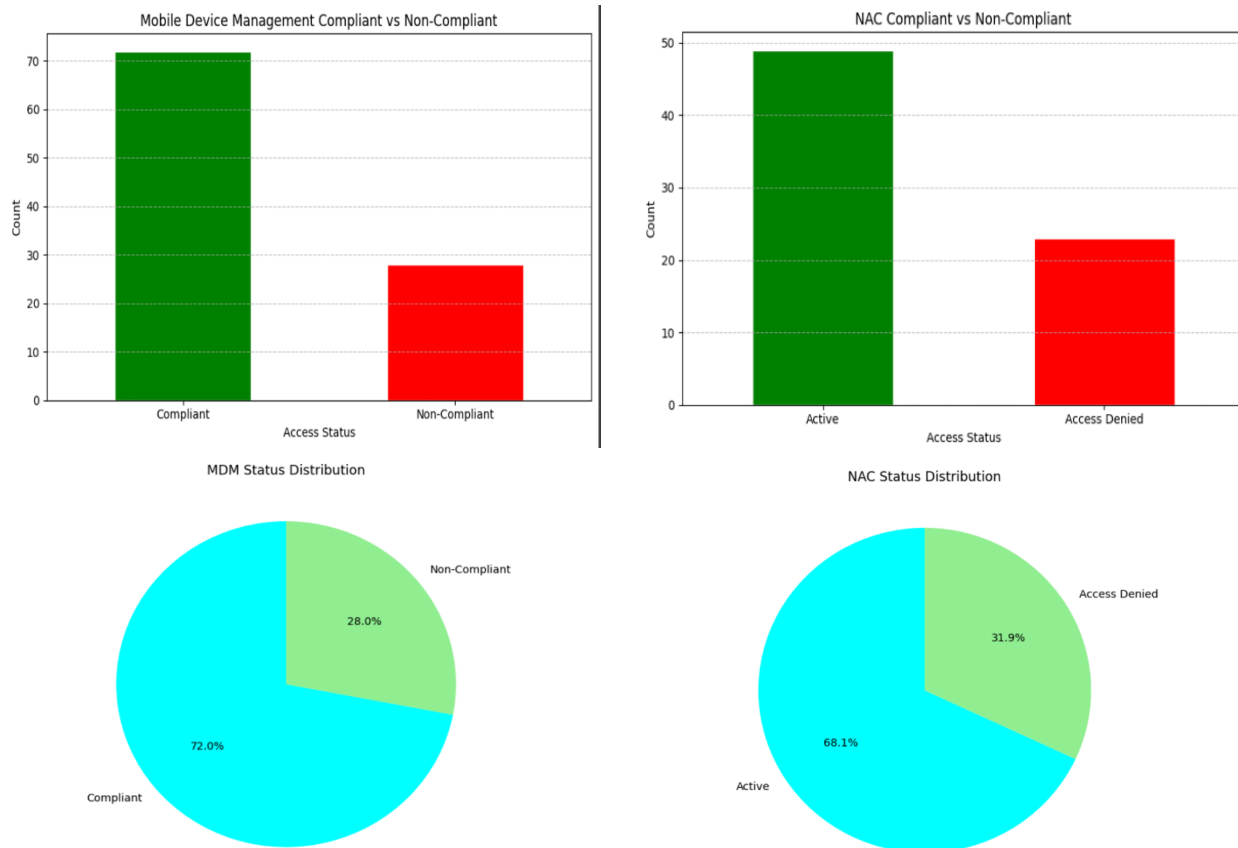 Mobile Device Management Compliant vs Non-Compliant
70
60
50
40
30
20
10
0
Count
Compliant
Non-Compliant
Access Status
NAC Compliant vs Non-Compliant
50
40
30
20
10
0
Count
Active
Access Denied
Access Status
MDM Status Distribution
Non-Compliant
28.0%
72.0%
Compliant
NAC Status Distribution
Access Denied
31.9%
68.1%
Active